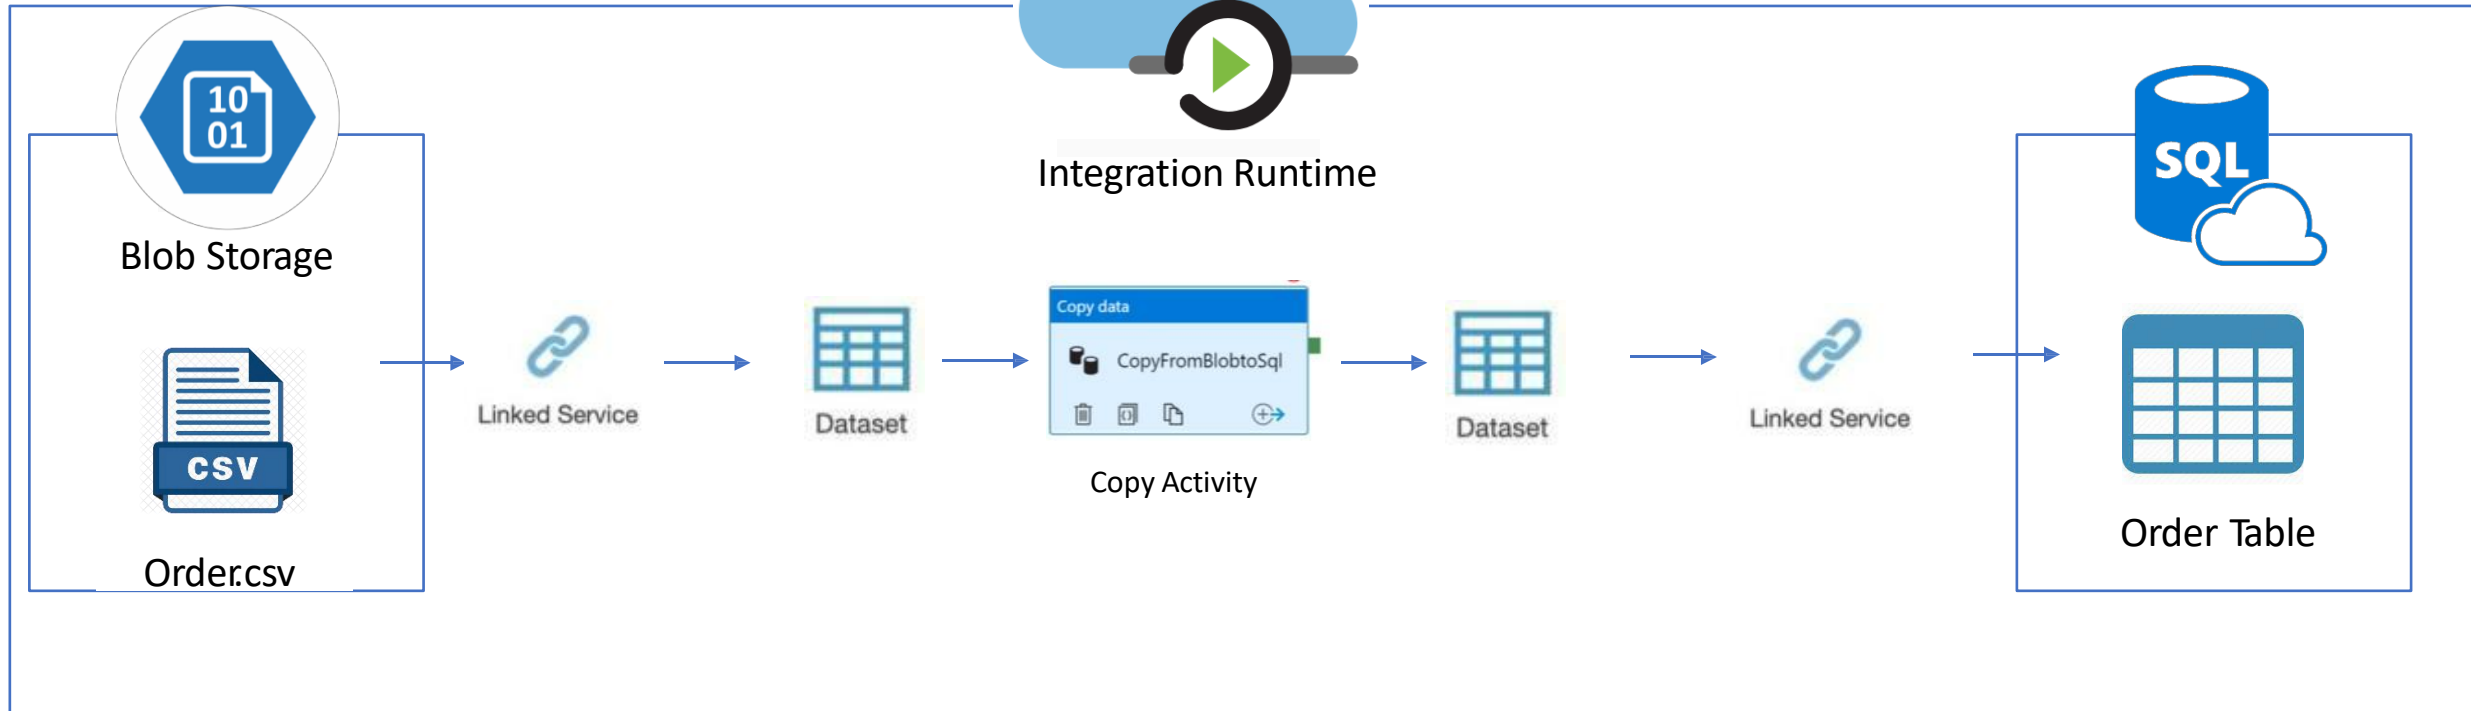 10
01
Blob Storage
CSV
Order.csv
Linked Service
Dataset
Integration Runtime
Copy data
CopyFromBlobtoSql
Copy Activity
Dataset
Linked Service
SQL
Order Table